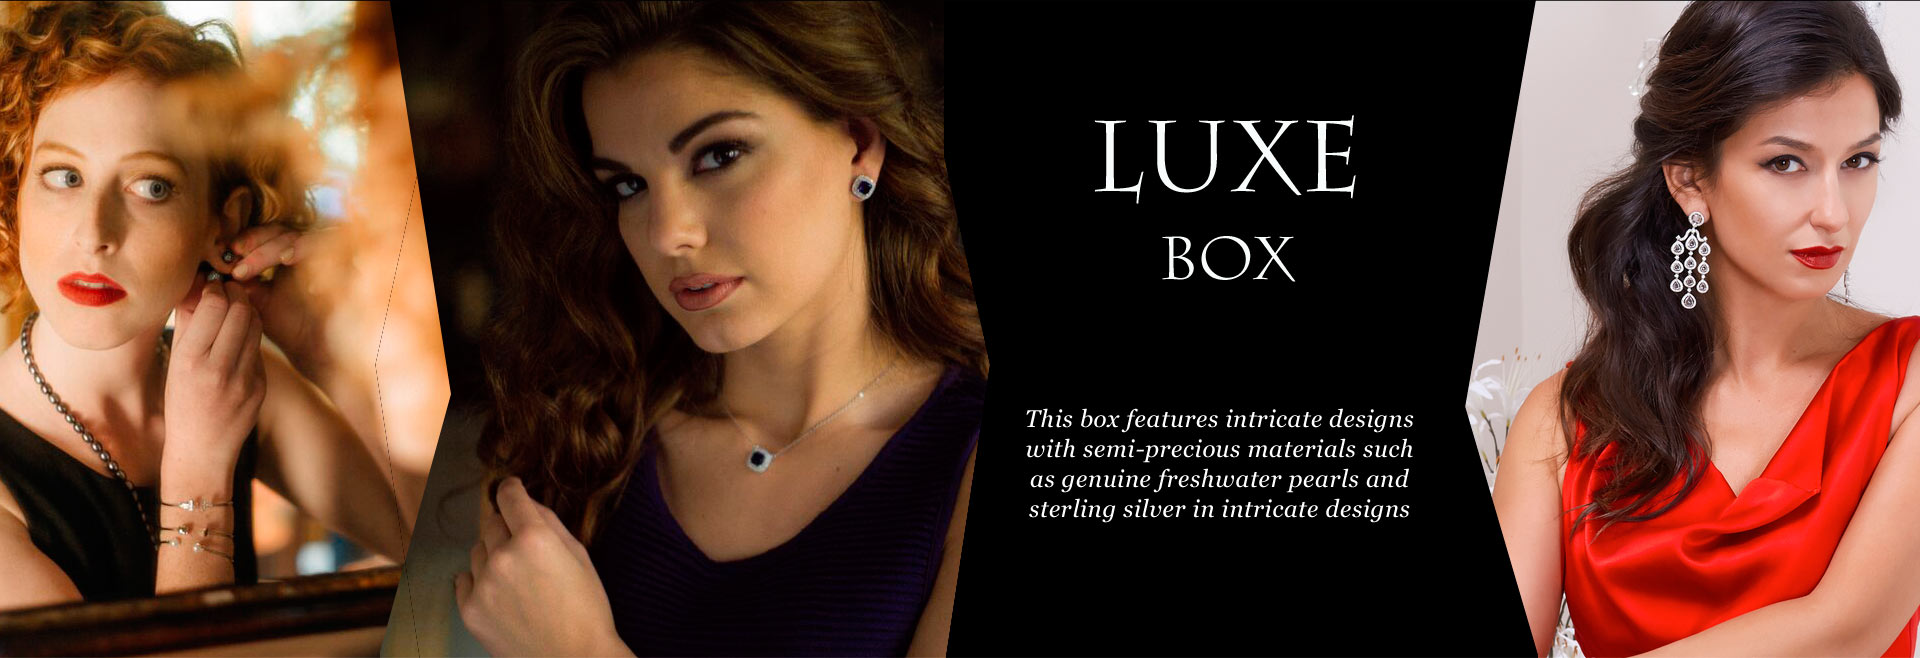 LUXE
BOX
This box features intricate designs
with semi-precious materials such
as genuine freshwater pearls and
sterling silver in intricate designs